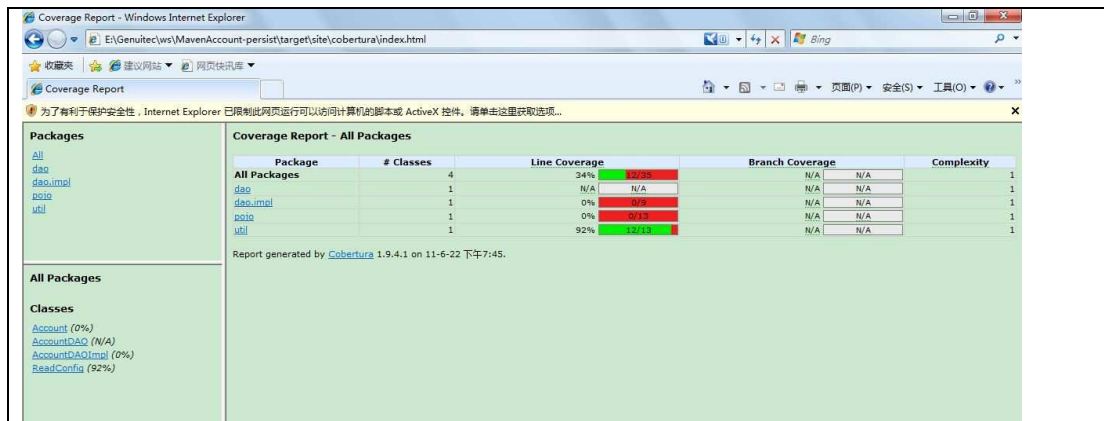 Coverage Report - Windows Internet Explorer
E:\Genuitec\ws\MavenAccount-persist\target\site\cobertura\index.html
Bing
收藏夹 建议网站 ▼ 网页快讯库 ▼
Coverage Report
页面(P) ▼ 安全(S) ▼ 工具(O) ▼
为了有利于保护安全性，Internet Explorer 已限制此网页运行可以访问计算机的脚本或 ActiveX 控件。请单击这里获取选项...
Packages
All
dao
dao.impl
pojo
util
All Packages
Classes
Account (0%)
AccountDAO (N/A)
AccountDAOImpl (0%)
ReadConfig (92%)
Coverage Report - All Packages
Package # Classes Line Coverage Branch Coverage Complexity
All Packages 4 34% 12/35 N/A N/A 1
dao 1 N/A N/A N/A N/A 1
dao.impl 1 0% 0/9 N/A N/A 1
pojo 1 0% 0/13 N/A N/A 1
util 1 92% 12/13 N/A N/A 1
Report generated by Cobertura 1.9.4.1 on 11-6-22 下午7:45.